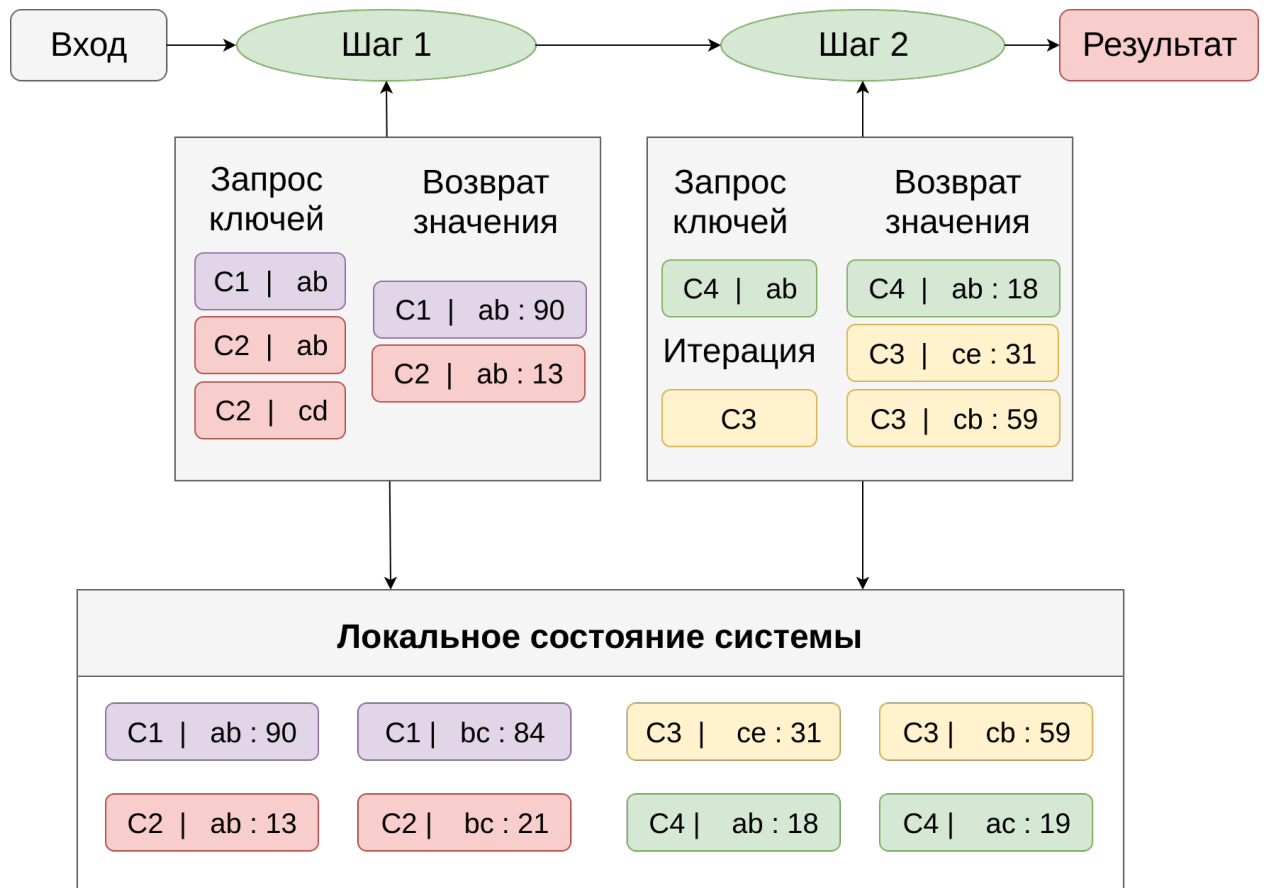 Вход
Шаг 1
Шаг 2
Результат
Запрос
ключей
Возврат
значения
C1 | ab
C2 | ab
C2 | cd
C1 | ab : 90
C2 | ab : 13
Запрос
ключей
Возврат
значения
C4 | ab
Итерация
C3
C4 | ab : 18
C3 | ce : 31
C3 | cb : 59
Локальное состояние системы
C1 | ab : 90
C1 | bc : 84
C3 | ce : 31
C3 | cb : 59
C2 | ab : 13
C2 | bc : 21
C4 | ab : 18
C4 | ac : 19